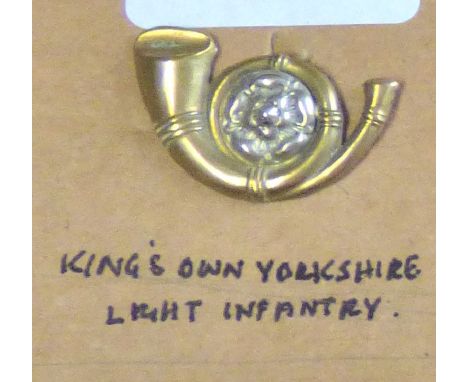 KING'S OWN YORKSHIRE
LIGHT INFANTRY.